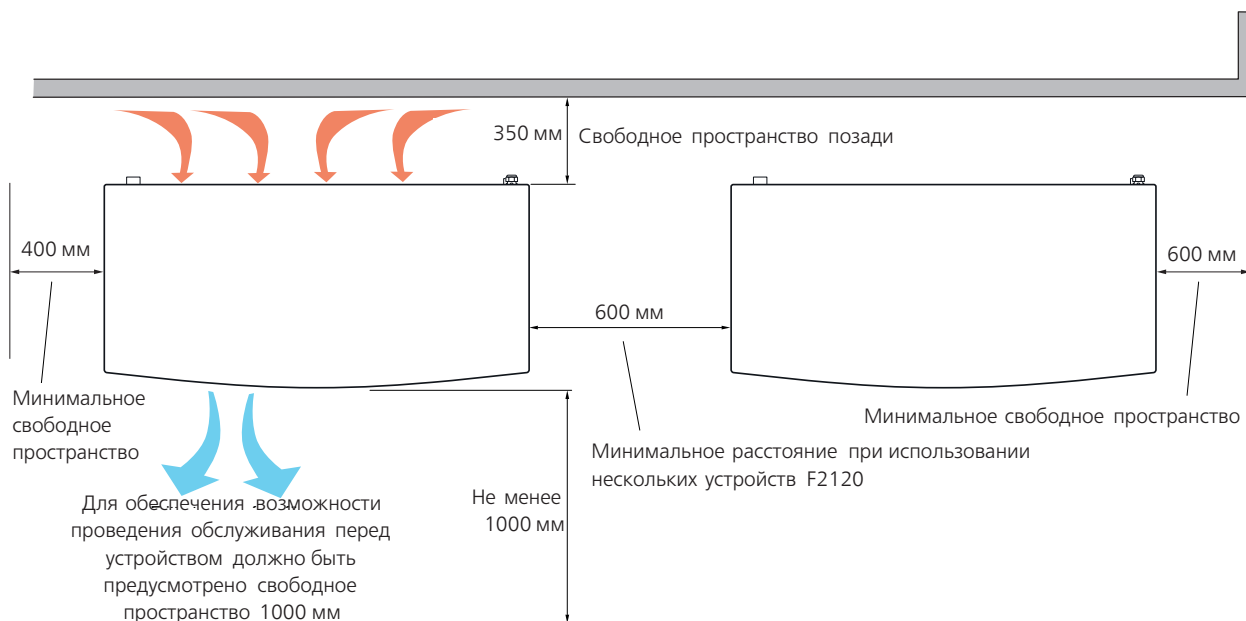 350 мм
Свободное пространство позади
400 мм
600 мм
600 мм
Минимальное
свободное
пространство
Минимальное свободное пространство
Минимальное расстояние при использовании
нескольких устройств F2120
Не менее
1000 мм
Для обеспечения возможности
проведения обслуживания перед
устройством должно быть
предусмотрено свободное
пространство 1000 мм